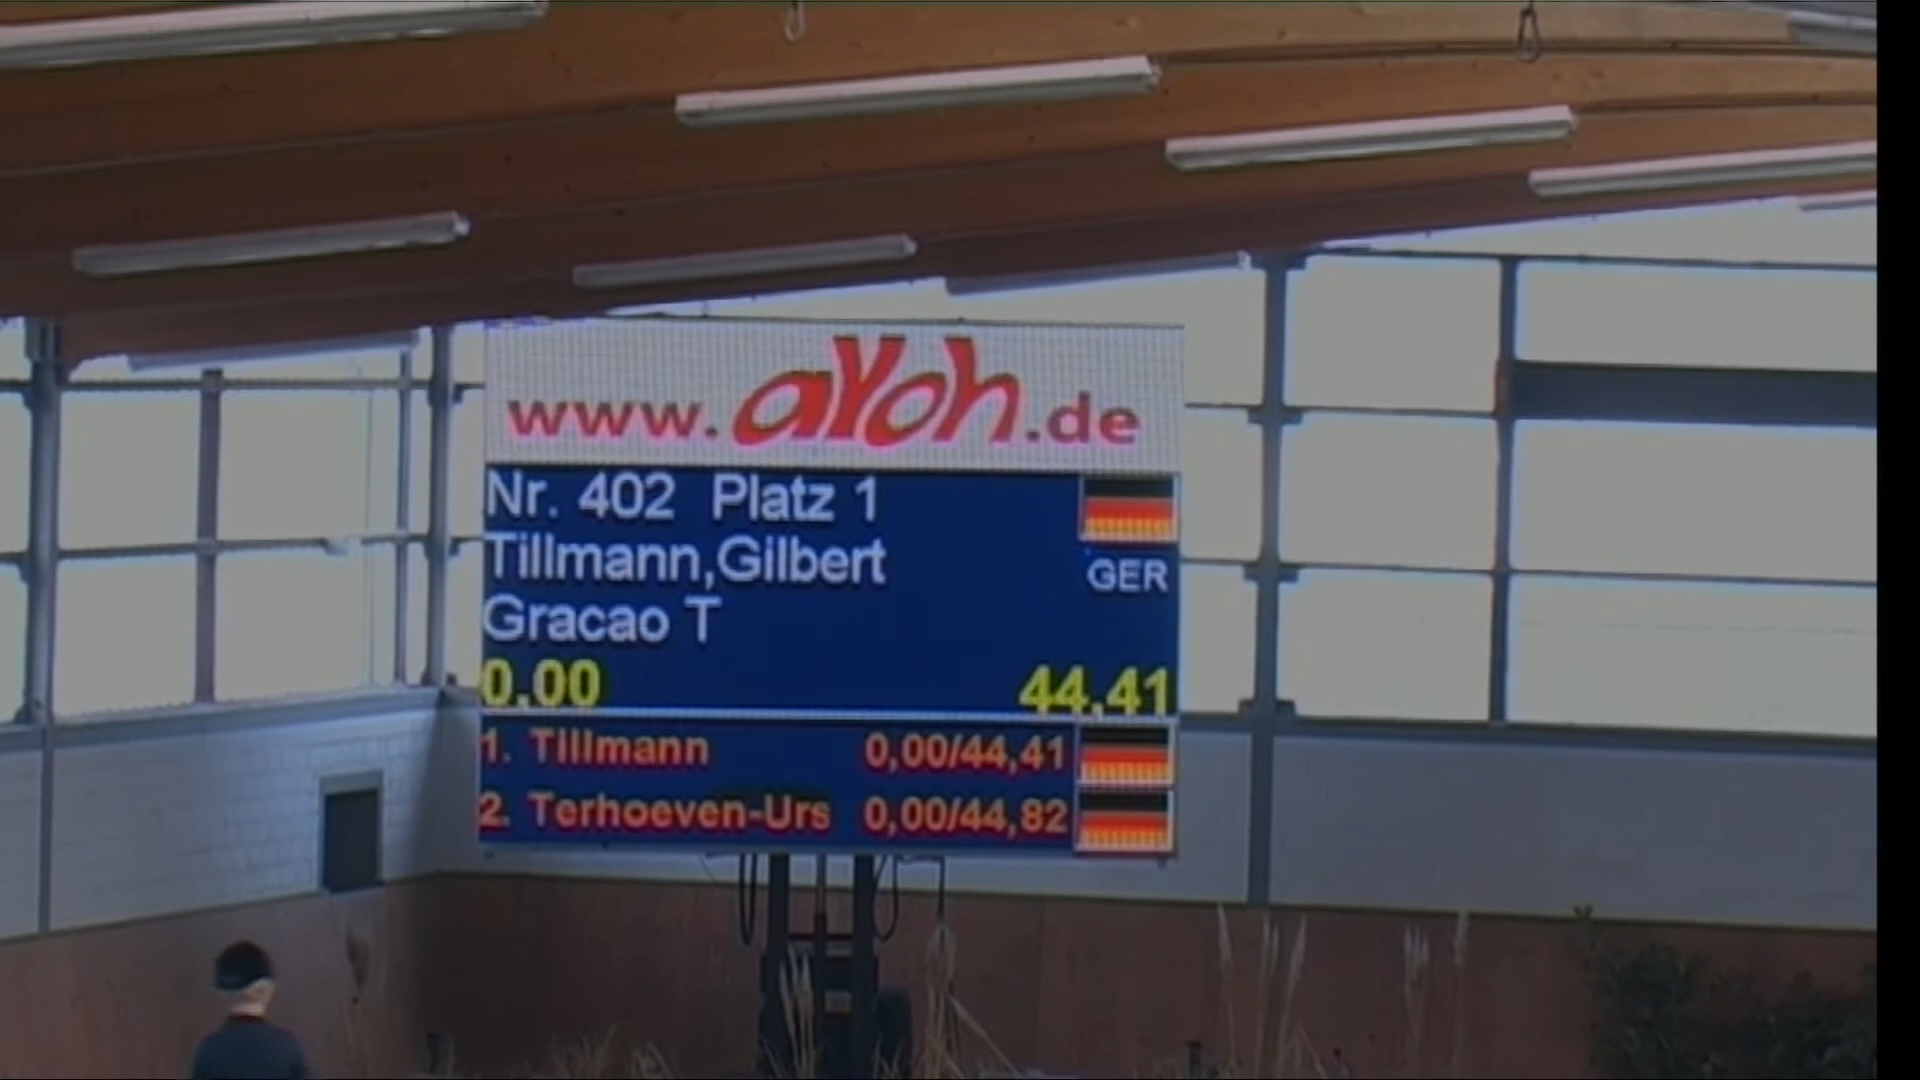 www.aYoh.de
Nr. 402 Platz 1
Tillmann,Gilbert
GER
Gracao T
0,00 44,41
1. Tillmann 0,00/44,41
2. Terhoeven-Urs 0,00/44,82